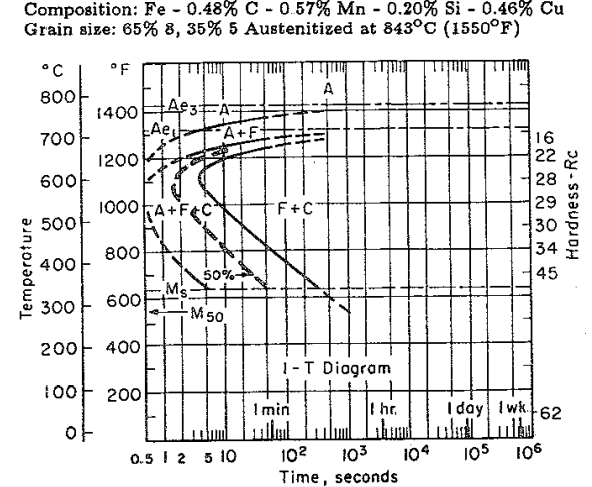 Composition: Fe - 0.48% C - 0.57% Mn - 0.20% Si - 0.46% Cu
Grain size: 65% 8, 35% 5 Austenitized at 843°C (1550°F)
°C °F
A
800
Ae3 A
1400
Ae1 A+F
700 16
1200 22
600 28
1000 A+F+C F+C 29
500 30
Temperature Hardness-Rc
800 34
400 50% 45
Ms
600
300 M50
200 400
I-T Diagram
100 200
1 min 1 hr. 1 day 1 wk. 62
0
0.5 1 2 5 10 10² 10³ 10⁴ 10⁵ 10⁶
Time, seconds